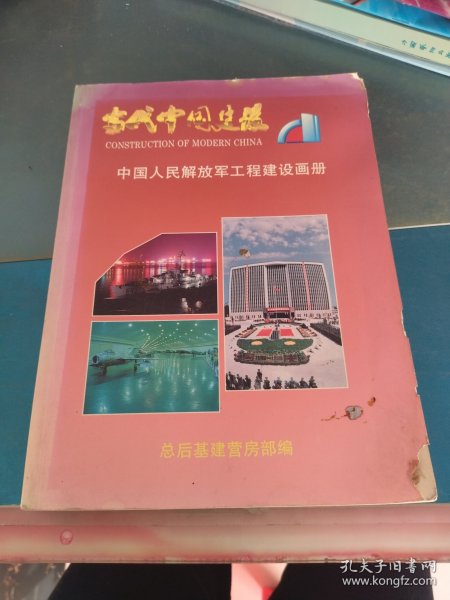 当代中国建设
CONSTRUCTION OF MODERN CHINA
中国人民解放军工程建设画册
总后基建营房部编
孔夫子旧书网
www.kongfz.com